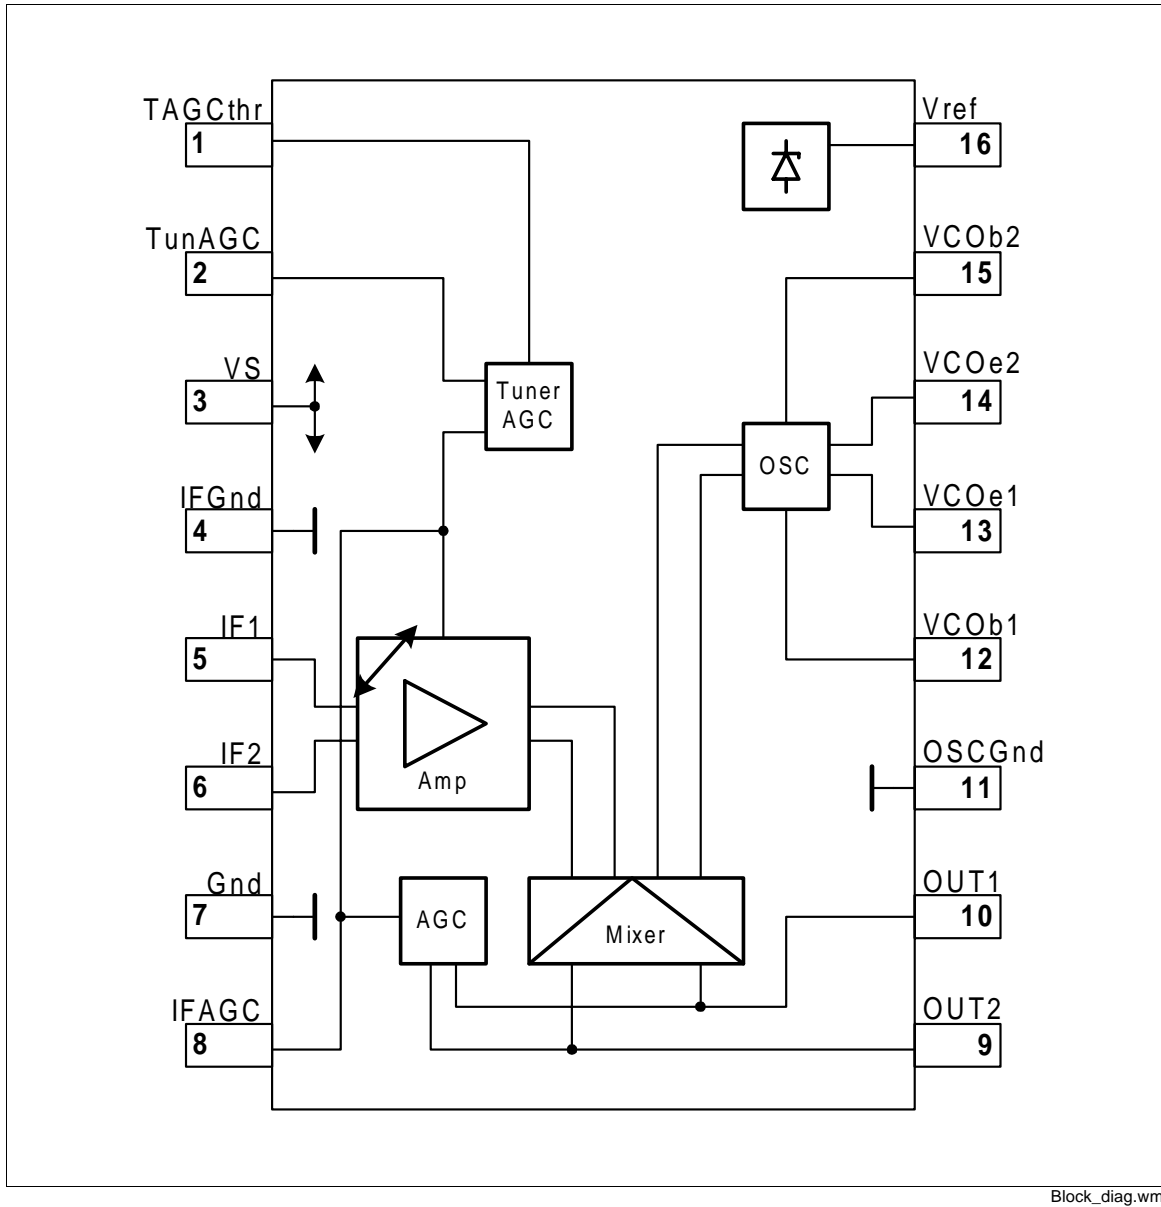 TAGCthr
1
TunAGC
2
VS
3
IFGnd
4
IF1
5
IF2
6
Gnd
7
IFAGC
8
Tuner
AGC
Amp
AGC
Mixer
OSC
Vref
16
VCOb2
15
VCOe2
14
VCOe1
13
VCOb1
12
OSCGnd
11
OUT1
10
OUT2
9
Block_diag.wm